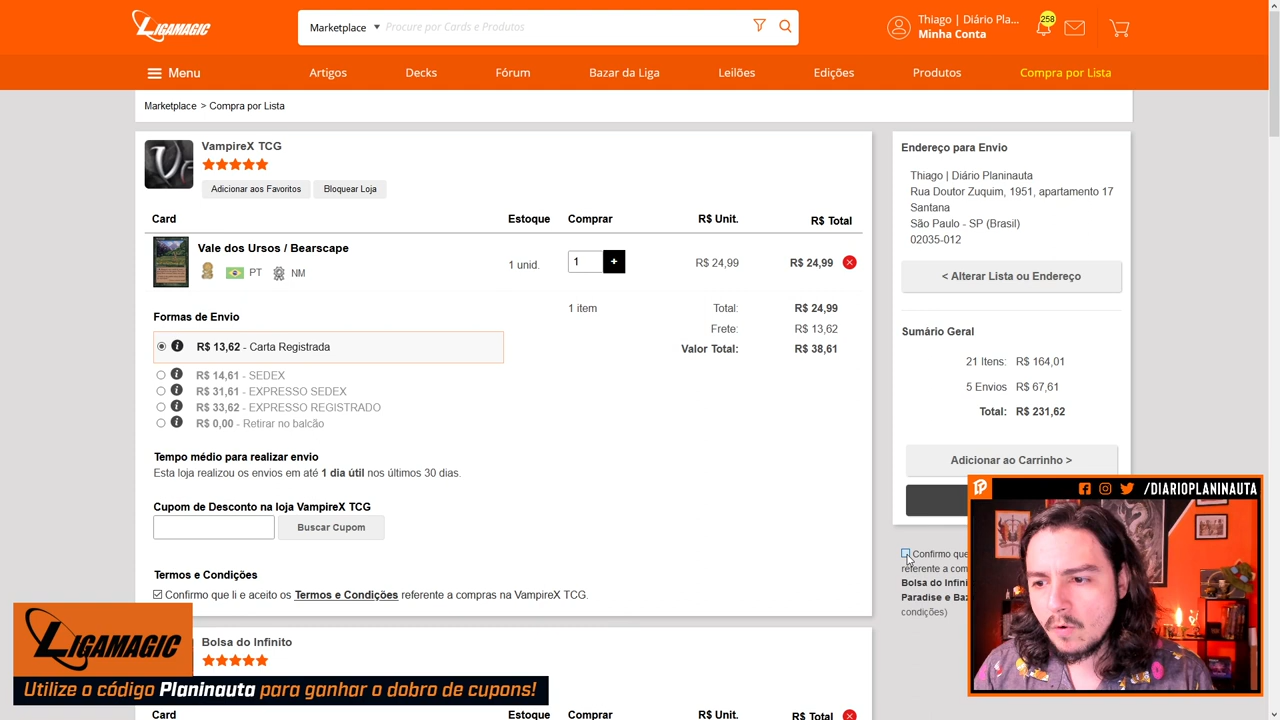 LIGAMAGIC
Marketplace
Procure por Cards e Produtos
Thiago | Diário Pla...
Minha Conta
258
Menu
Artigos
Decks
Fórum
Bazar da Liga
Leilões
Edições
Produtos
Compra por Lista
Marketplace > Compra por Lista
VampireX TCG
Adicionar aos Favoritos
Bloquear Loja
Card
Estoque
Comprar
R$ Unit.
R$ Total
Vale dos Ursos / Bearscape
PT
NM
1 unid.
1
+
R$ 24,99
R$ 24,99
1 item
Total:
R$ 24,99
Frete:
R$ 13,62
Valor Total:
R$ 38,61
Formas de Envio
R$ 13,62 - Carta Registrada
R$ 14,61 - SEDEX
R$ 31,61 - EXPRESSO SEDEX
R$ 33,62 - EXPRESSO REGISTRADO
R$ 0,00 - Retirar no balcão
Tempo médio para realizar envio
Esta loja realizou os envios em até 1 dia útil nos últimos 30 dias.
Cupom de Desconto na loja VampireX TCG
Buscar Cupom
Termos e Condições
Confirmo que li e aceito os Termos e Condições referente a compras na VampireX TCG.
Bolsa do Infinito
Card
Estoque
Comprar
R$ Unit.
R$ Total
Endereço para Envio
Thiago | Diário Planinauta
Rua Doutor Zuquim, 1951, apartamento 17
Santana
São Paulo - SP (Brasil)
02035-012
< Alterar Lista ou Endereço
Sumário Geral
21 Itens: R$ 164,01
5 Envios R$ 67,61
Total: R$ 231,62
Adicionar ao Carrinho >
Confirmo que
referente a com
Bolsa do Infini
Paradise e Baz
condições)
/DIARIOPLANINAUTA
LIGAMAGIC
Utilize o código Planinauta para ganhar o dobro de cupons!